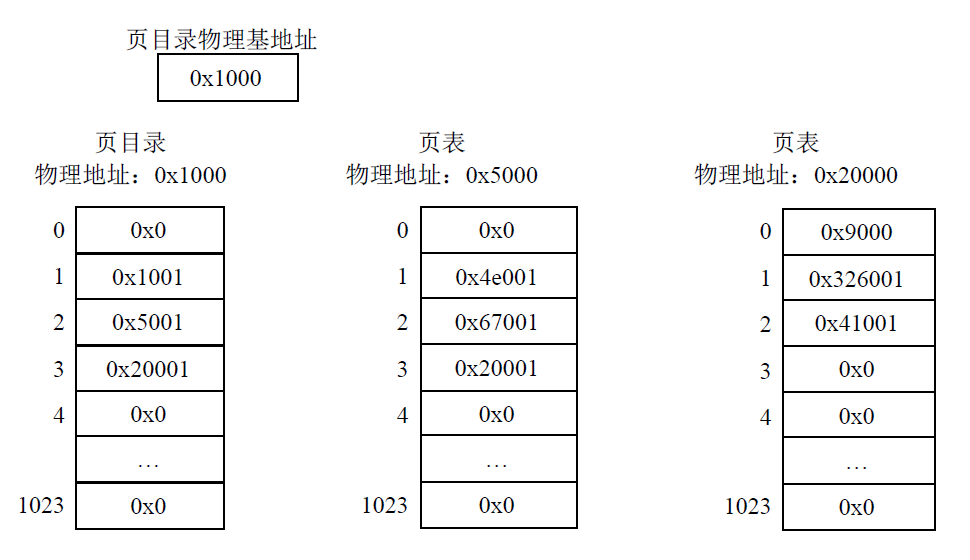 页目录物理基地址
0x1000
页目录
物理地址：0x1000
0 0x0
1 0x1001
2 0x5001
3 0x20001
4 0x0
…
1023 0x0
页表
物理地址：0x5000
0 0x0
1 0x4e001
2 0x67001
3 0x20001
4 0x0
…
1023 0x0
页表
物理地址：0x20000
0 0x9000
1 0x326001
2 0x41001
3 0x0
4 0x0
…
1023 0x0